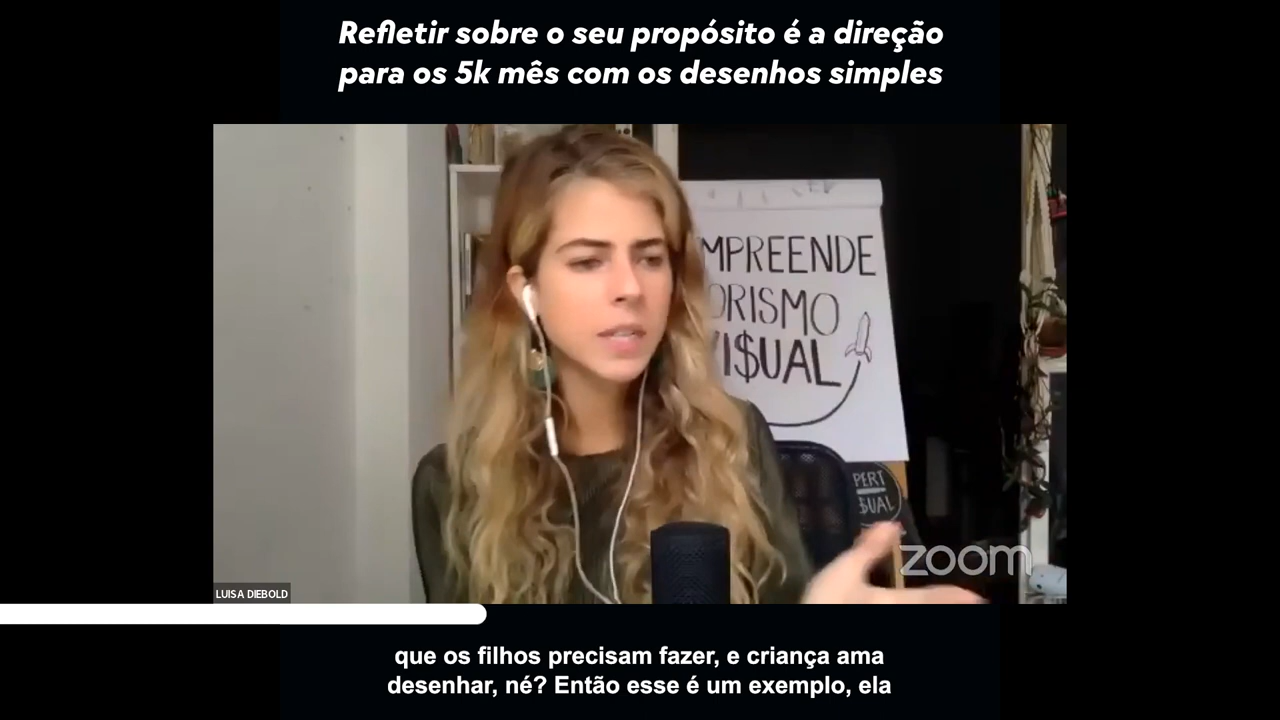 Refletir sobre o seu propósito é a direção
para os 5k mês com os desenhos simples
MPREENDE
ORISMO
VI$UAL
PERT
$UAL
zoom
LUISA DIEBOLD
que os filhos precisam fazer, e criança ama
desenhar, né? Então esse é um exemplo, ela